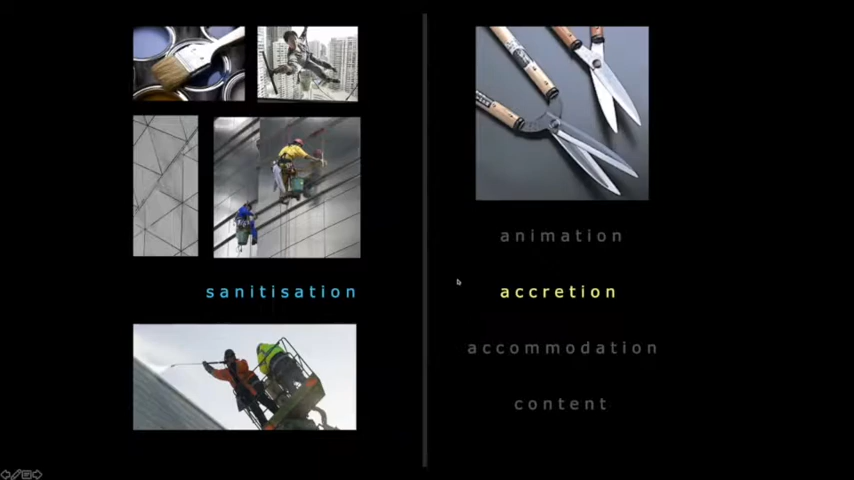 sanitisation
animation
accretion
accommodation
content